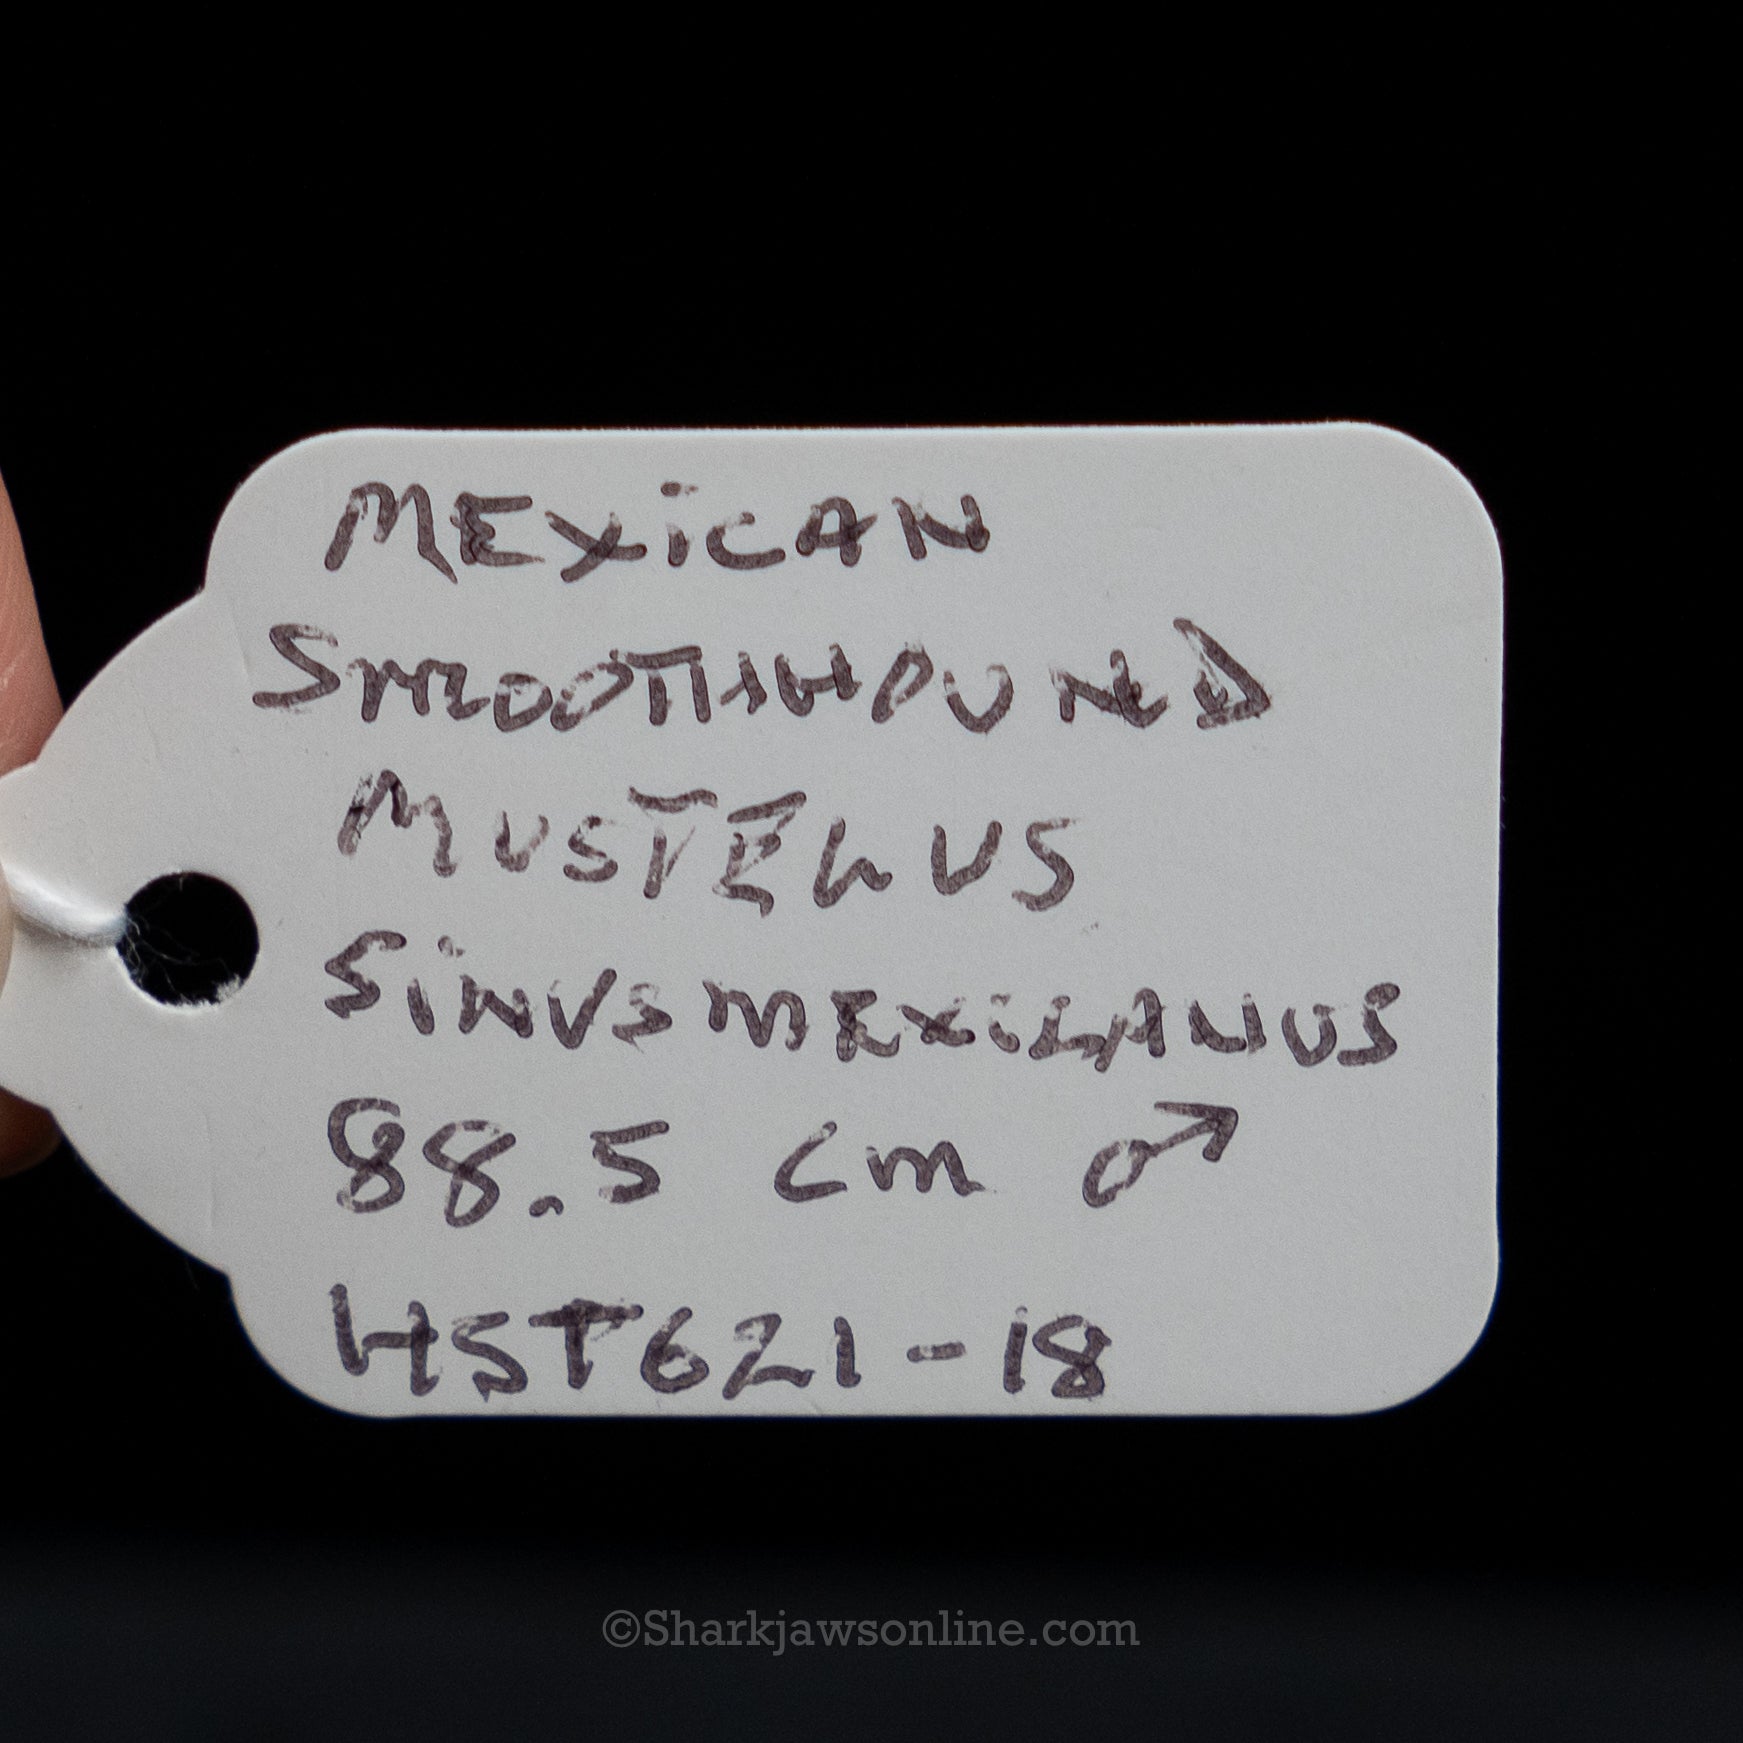 MEXiCAN
SMOOTHHOUND
MUSTELUS
SiNUSMEXiCANUS
88.5 cm ♂
HST621-18
©Sharkjawsonline.com